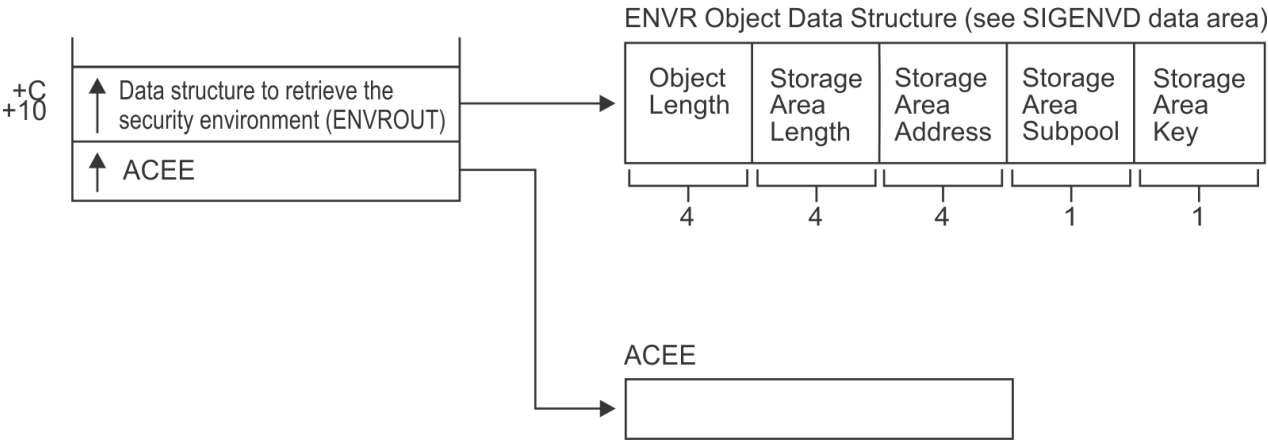 ENVR Object Data Structure (see SIGENVD data area)
+C
+10
Data structure to retrieve the
security environment (ENVROUT)
ACEE
Object
Length
Storage
Area
Length
Storage
Area
Address
Storage
Area
Subpool
Storage
Area
Key
4
4
4
1
1
ACEE